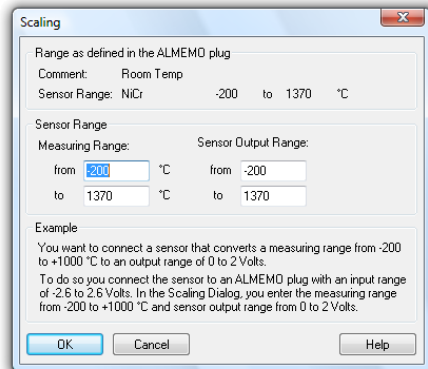 Scaling
Range as defined in the ALMEMO plug
Comment: Room Temp
Sensor Range: NiCr -200 to 1370 °C
Sensor Range
Measuring Range: Sensor Output Range:
from -200 °C from -200
to 1370 °C to 1370
Example
You want to connect a sensor that converts a measuring range from -200
to +1000 °C to an output range of 0 to 2 Volts.
To do so you connect the sensor to an ALMEMO plug with an input range
of -2.6 to 2.6 Volts. In the Scaling Dialog, you enter the measuring range
from -200 to +1000 °C and sensor output range from 0 to 2 Volts.
OK Cancel Help